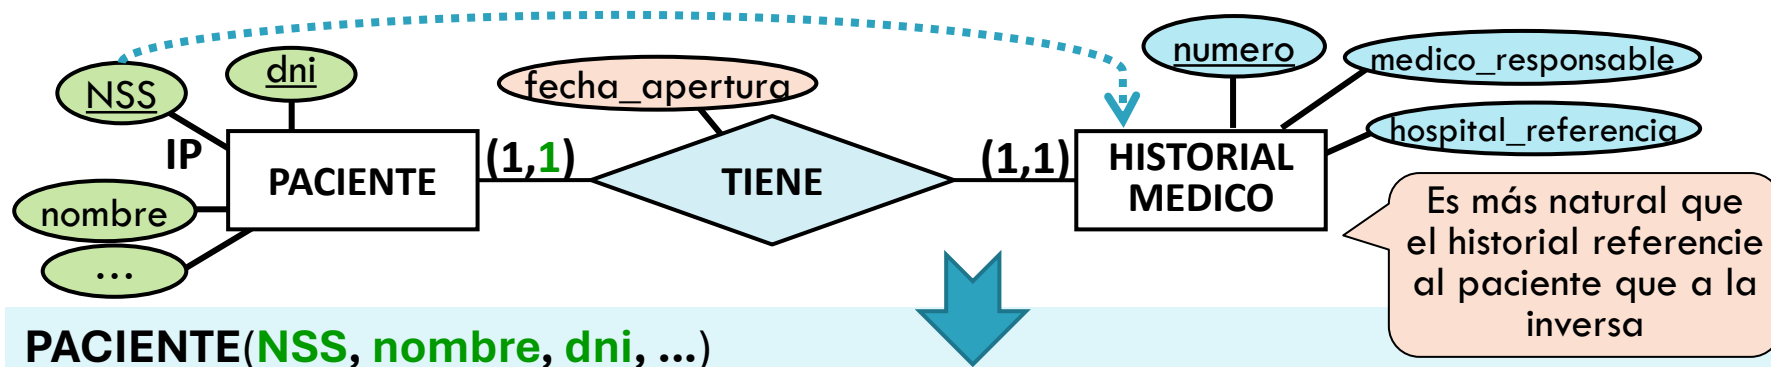 NSS
dni
IP
nombre
...
PACIENTE
(1,1)
fecha_apertura
TIENE
(1,1)
HISTORIAL
MEDICO
numero
medico_responsable
hospital_referencia
Es más natural que
el historial referencie
al paciente que a la
inversa
PACIENTE(NSS, nombre, dni, ...)